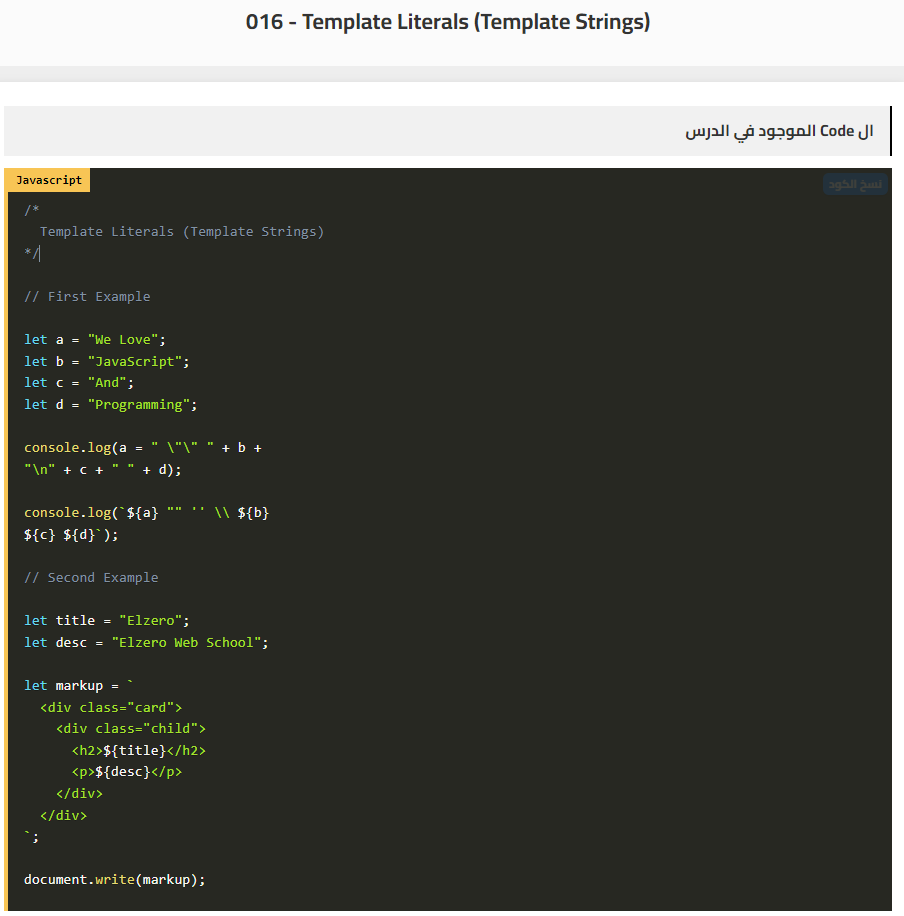 016 - Template Literals (Template Strings)
ال Code الموجود في الدرس
Javascript
نسخ الكود
/*
  Template Literals (Template Strings)
*/
// First Example
let a = "We Love";
let b = "JavaScript";
let c = "And";
let d = "Programming";
console.log(a = " \"\" " + b +
"\n" + c + " " + d);
console.log(`${a} "" '' \\ ${b}
${c} ${d}`);
// Second Example
let title = "Elzero";
let desc = "Elzero Web School";
let markup = `
  <div class="card">
    <div class="child">
      <h2>${title}</h2>
      <p>${desc}</p>
    </div>
  </div>
`;
document.write(markup);